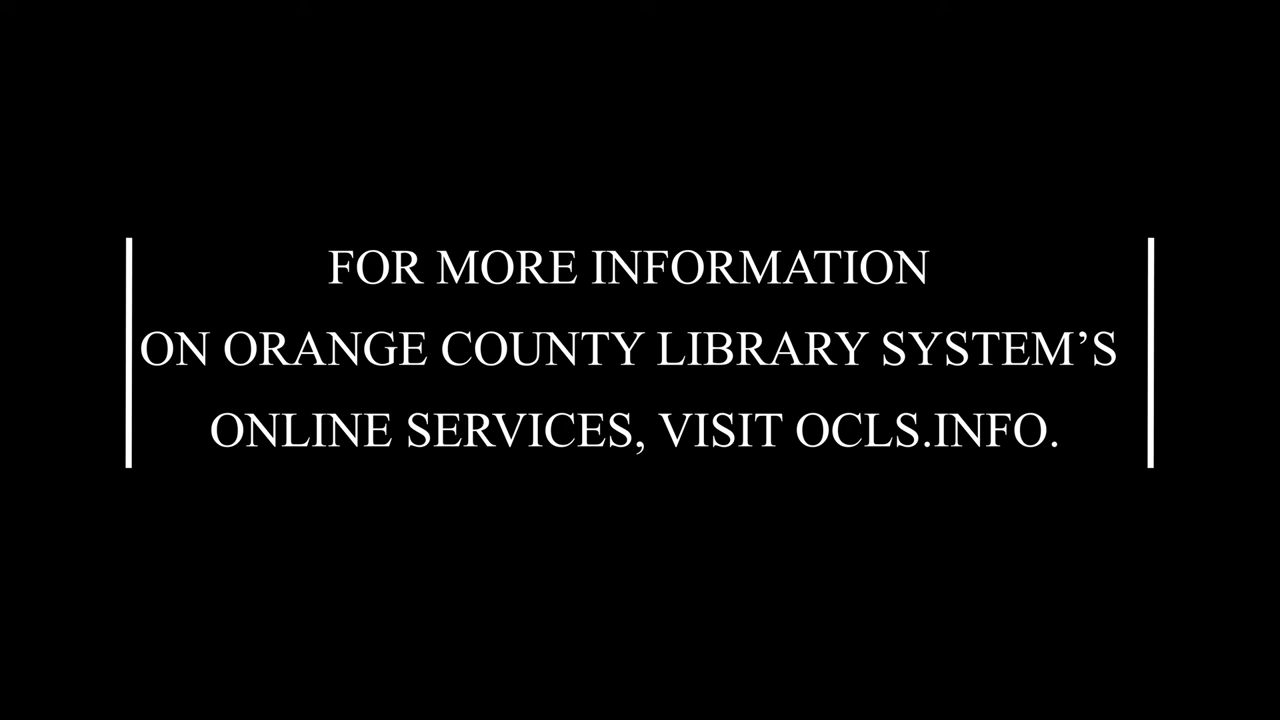 FOR MORE INFORMATION
ON ORANGE COUNTY LIBRARY SYSTEM’S
ONLINE SERVICES, VISIT OCLS.INFO.